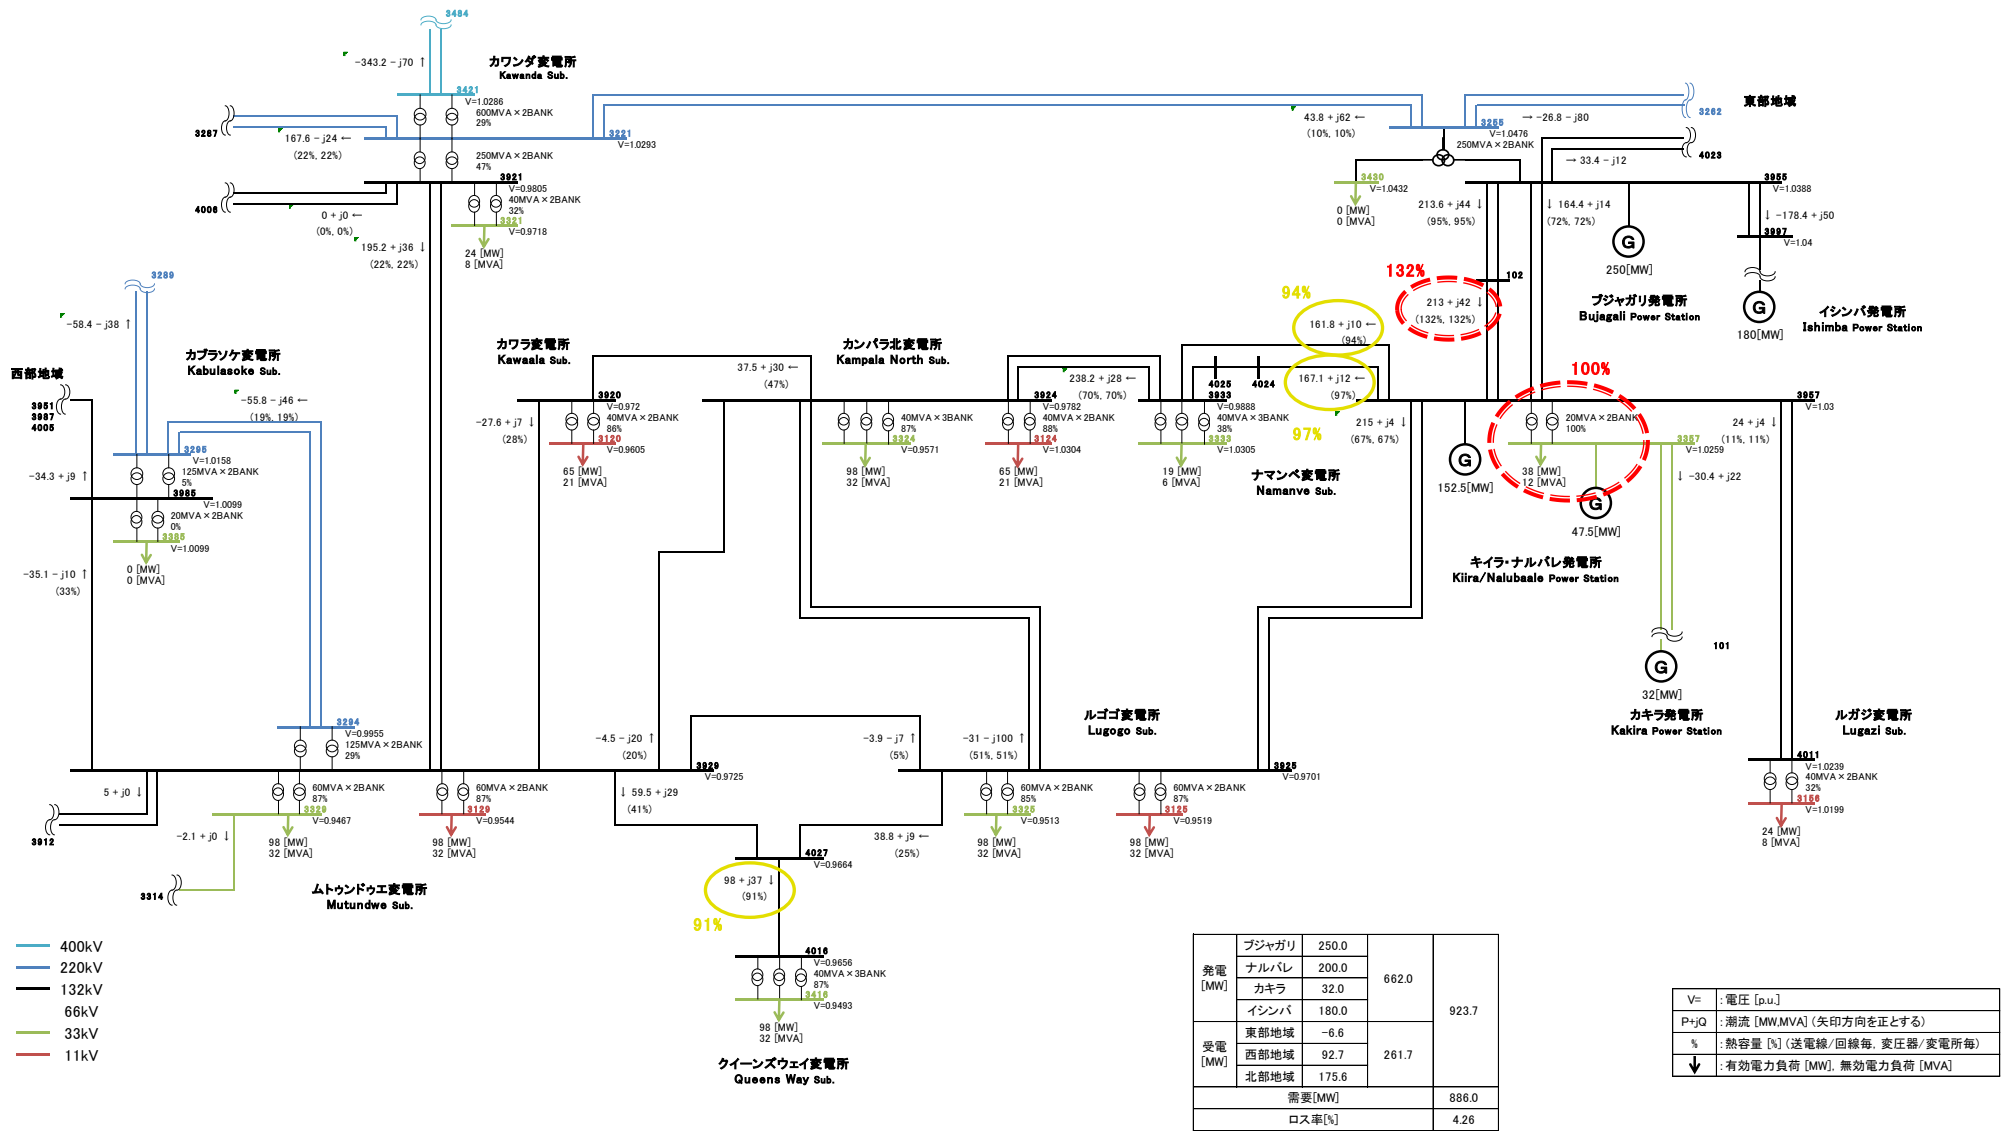 3484
-343.2 - j70 ↑
カワンダ変電所
Kawanda Sub.
3421
V=1.0286
600MVA×2BANK
29%
3287
167.6 - j24 ←
(22%, 22%)
3221
V=1.0293
250MVA×2BANK
47%
3921
V=0.9805
40MVA×2BANK
32%
3321
V=0.9718
24 [MW]
8 [MVA]
4006
0 + j0 ←
(0%, 0%)
195.2 + j36 ↓
(22%, 22%)
43.8 + j62 ←
(10%, 10%)
3255
V=1.0476
250MVA×2BANK
→ -26.8 - j80
3262
東部地域
4023
→ 33.4 - j12
3430
V=1.0432
0 [MW]
0 [MVA]
3955
V=1.0388
213.6 + j44 ↓
(95%, 95%)
↓ 164.4 + j14
(72%, 72%)
↓ -178.4 + j50
3997
V=1.04
G
250[MW]
G
180[MW]
ブジャガリ発電所
Bujagali Power Station
イシンバ発電所
Ishimba Power Station
132%
102
213 + j42 ↓
(132%, 132%)
94%
161.8 + j10 ←
(94%)
167.1 + j12 ←
(97%)
97%
100%
3289
-58.4 - j38 ↑
カブラソケ変電所
Kabulasoke Sub.
西部地域
3951
3987
4005
-55.8 - j46 ←
(19%, 19%)
3295
V=1.0158
125MVA×2BANK
5%
-34.3 + j9 ↑
3985
V=1.0099
20MVA×2BANK
0%
3385
V=1.0099
0 [MW]
0 [MVA]
-35.1 - j10 ↑
(33%)
カワラ変電所
Kawaala Sub.
3920
V=0.972
40MVA×2BANK
86%
3120
V=0.9605
65 [MW]
21 [MVA]
-27.6 + j7 ↓
(28%)
37.5 + j30 ←
(47%)
カンパラ北変電所
Kampala North Sub.
40MVA×3BANK
87%
3324
V=0.9571
98 [MW]
32 [MVA]
3924
V=0.9782
40MVA×2BANK
88%
3124
V=1.0304
65 [MW]
21 [MVA]
238.2 + j28 ←
(70%, 70%)
3933
V=0.9888
40MVA×3BANK
38%
3333
V=1.0305
19 [MW]
6 [MVA]
4025
4024
ナマンベ変電所
Namanve Sub.
215 + j4 ↓
(67%, 67%)
G
152.5[MW]
20MVA×2BANK
100%
38 [MW]
12 [MVA]
G
47.5[MW]
3357
V=1.0259
↓ -30.4 + j22
3957
V=1.03
24 + j4 ↓
(11%, 11%)
キイラ・ナルバレ発電所
Kiira/Nalubaale Power Station
101
G
32[MW]
カキラ発電所
Kakira Power Station
ルガジ変電所
Lugazi Sub.
4011
V=1.0239
40MVA×2BANK
32%
3156
V=1.0199
24 [MW]
8 [MVA]
3294
V=0.9955
125MVA×2BANK
29%
-4.5 - j20 ↑
(20%)
3929
V=0.9725
-3.9 - j7 ↑
(5%)
-31 - j100 ↑
(51%, 51%)
ルゴゴ変電所
Lugogo Sub.
3925
V=0.9701
5 + j0 ↓
3912
60MVA×2BANK
87%
3329
V=0.9467
98 [MW]
32 [MVA]
-2.1 + j0 ↓
3314
60MVA×2BANK
87%
3129
V=0.9544
98 [MW]
32 [MVA]
ムトゥンドゥエ変電所
Mutundwe Sub.
↓ 59.5 + j29
(41%)
38.8 + j9 ←
(25%)
60MVA×2BANK
85%
3325
V=0.9513
98 [MW]
32 [MVA]
60MVA×2BANK
87%
3125
V=0.9519
98 [MW]
32 [MVA]
4027
V=0.9664
98 + j37 ↓
(91%)
91%
4016
V=0.9656
40MVA×3BANK
87%
3416
V=0.9493
98 [MW]
32 [MVA]
クイーンズウェイ変電所
Queens Way Sub.
400kV
220kV
132kV
66kV
33kV
11kV
発電[MW] ブジャガリ 250.0 662.0 923.7
ナルバレ 200.0
カキラ 32.0
イシンバ 180.0
受電[MW] 東部地域 -6.6 261.7
西部地域 92.7
北部地域 175.6
需要[MW] 886.0
ロス率[%] 4.26
V= :電圧 [p.u.]
P+jQ :潮流 [MW,MVA] (矢印方向を正とする)
% :熱容量 [%] (送電線/回線毎, 変圧器/変電所毎)
↓ :有効電力負荷 [MW], 無効電力負荷 [MVA]